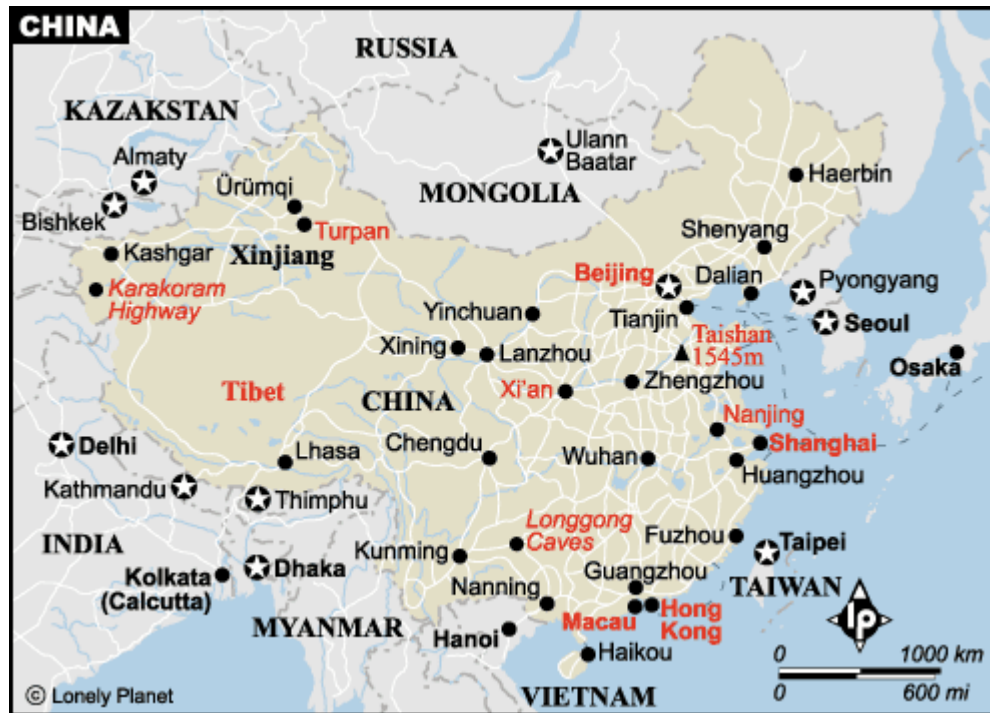 CHINA
RUSSIA
KAZAKSTAN
Almaty
Ulann
Baatar
Haerbin
Ürümqi
MONGOLIA
Bishkek
Turpan
Shenyang
Kashgar
Xinjiang
Beijing
Dalian
Pyongyang
Karakoram
Highway
Yinchuan
Tianjin
Seoul
Taishan
1545m
Xining
Lanzhou
Osaka
Tibet
Xi'an
Zhengzhou
CHINA
Nanjing
Delhi
Lhasa
Chengdu
Wuhan
Shanghai
Huangzhou
Kathmandu
Thimphu
Longgong
Caves
Fuzhou
Taipei
INDIA
Kunming
Dhaka
Guangzhou
Kolkata
(Calcutta)
Nanning
TAIWAN
MYANMAR
Hanoi
Macau
Hong
Kong
lp
Haikou
0 1000 km
0 600 mi
© Lonely Planet
VIETNAM